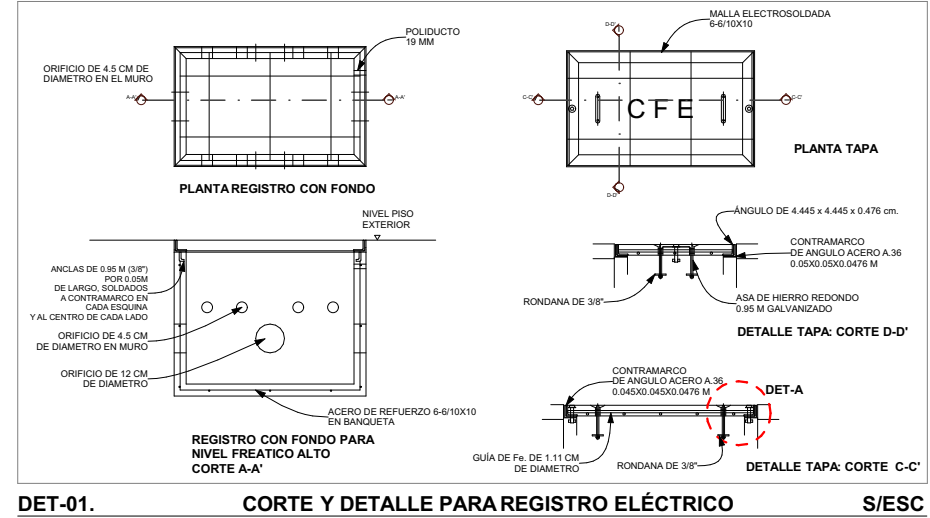 POLIDUCTO
19 MM
ORIFICIO DE 4.5 CM DE
DIAMETRO EN EL MURO
A-A'
A-A'
PLANTA REGISTRO CON FONDO
MALLA ELECTROSOLDADA
6-6/10X10
D-D'
C-C'
C F E
C-C'
D-D'
PLANTA TAPA
NIVEL PISO
EXTERIOR
ANCLAS DE 0.95 M (3/8")
POR 0.05M
DE LARGO, SOLDADOS
A CONTRAMARCO EN
CADA ESQUINA
Y AL CENTRO DE CADA LADO
ORIFICIO DE 4.5 CM
DE DIAMETRO EN MURO
ORIFICIO DE 12 CM
DE DIAMETRO
ACERO DE REFUERZO 6-6/10X10
EN BANQUETA
REGISTRO CON FONDO PARA
NIVEL FREATICO ALTO
CORTE A-A'
ÁNGULO DE 4.445 x 4.445 x 0.476 cm.
CONTRAMARCO
DE ANGULO ACERO A.36
0.05X0.05X0.0476 M
RONDANA DE 3/8"
ASA DE HIERRO REDONDO
0.95 M GALVANIZADO
DETALLE TAPA: CORTE D-D'
CONTRAMARCO
DE ANGULO ACERO A.36
0.045X0.045X0.0476 M
DET-A
GUÍA DE Fe. DE 1.11 CM
DE DIAMETRO
RONDANA DE 3/8"
DETALLE TAPA: CORTE C-C'
DET-01. CORTE Y DETALLE PARA REGISTRO ELÉCTRICO S/ESC